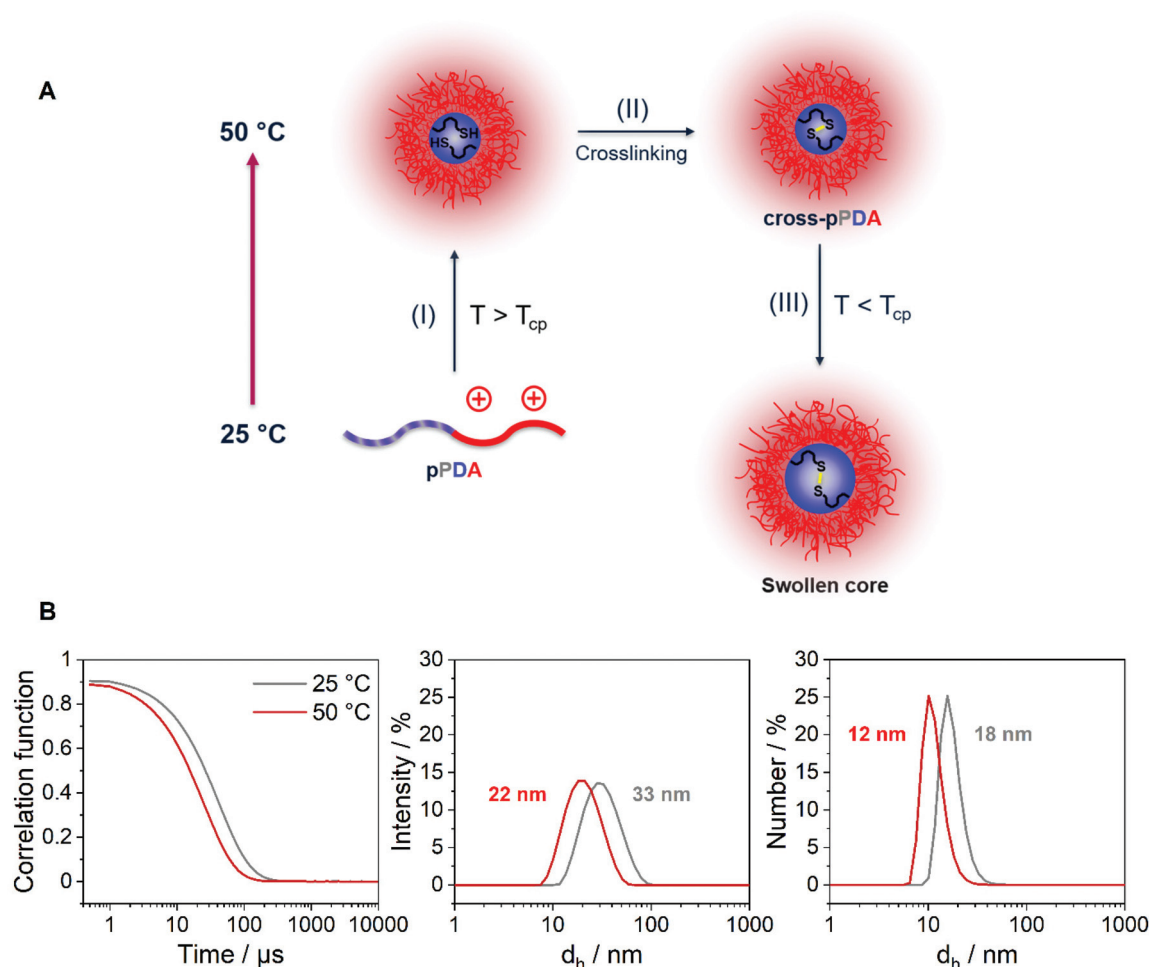 A
50 °C
25 °C
SH
HS
(II)
Crosslinking
S
S
cross-pPDA
(I)
T > Tcp
(III)
T < Tcp
pPDA
+
+
S
S
Swollen core
B
Correlation function
1
0.8
0.6
0.4
0.2
0
25 °C
50 °C
1
10
100
1000
10000
Time / µs
Intensity / %
30
25
20
15
10
5
0
22 nm
33 nm
1
10
100
1000
dh / nm
Number / %
30
25
20
15
10
5
0
12 nm
18 nm
1
10
100
1000
dh / nm